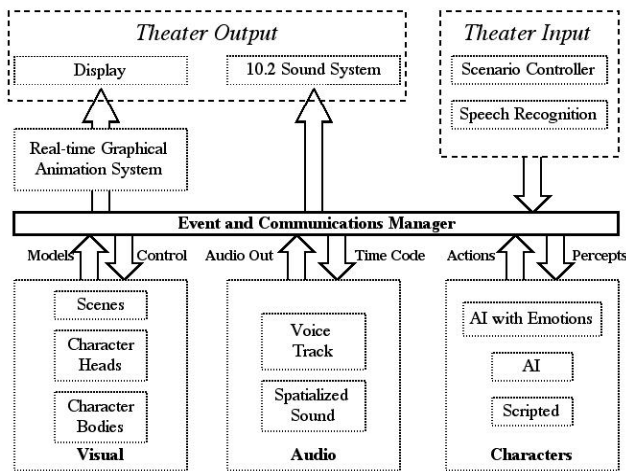 Theater Output
Display
10.2 Sound System
Theater Input
Scenario Controller
Speech Recognition
Real-time Graphical
Animation System
Event and Communications Manager
Models
Control
Audio Out
Time Code
Actions
Percepts
Scenes
Character
Heads
Character
Bodies
Visual
Voice
Track
Spatialized
Sound
Audio
AI with Emotions
AI
Scripted
Characters